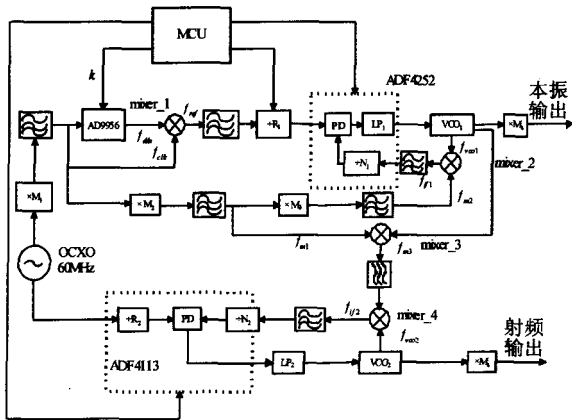 MCU
ADF4252
k
mixer_1
f_ref
AD9956
f_dds
f_clk
÷R₁
PD
LP₁
VCO₁
×M₆
本振
输出
÷N₁
f_if1
f_vco1
mixer_2
×M₁
×M₂
×M₃
f_m2
f_m1
f_m3
mixer_3
OCXO
60MHz
÷R₂
PD
÷N₂
f_if2
mixer_4
f_vco2
射频
输出
ADF4113
LP₂
VCO₂